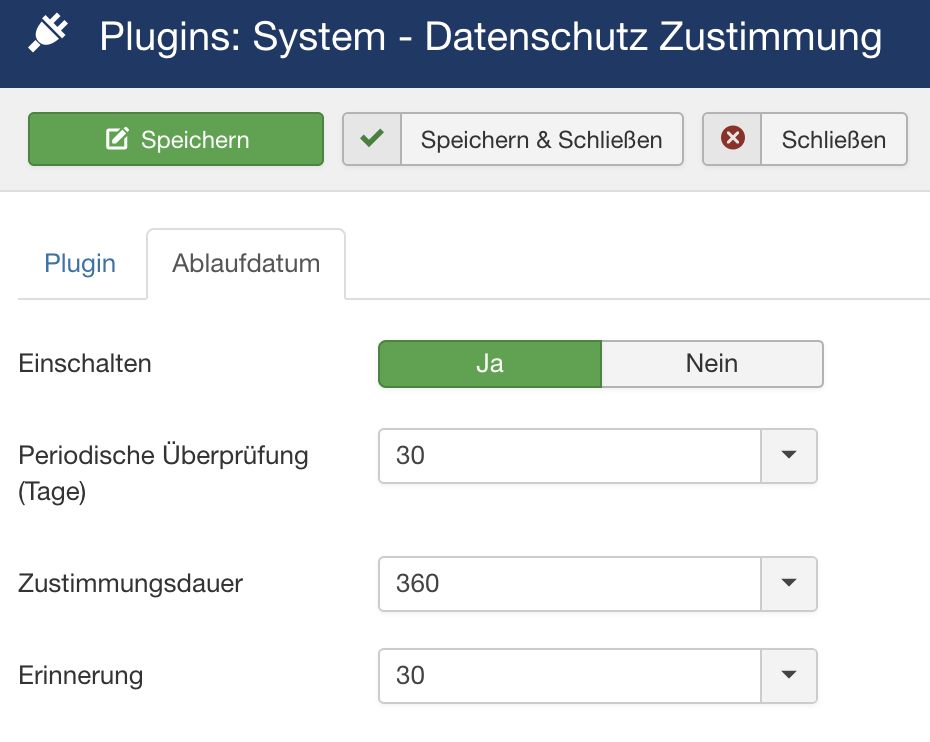 Plugins: System - Datenschutz Zustimmung
Speichern
Speichern & Schließen
Schließen
Plugin
Ablaufdatum
Einschalten
Ja
Nein
Periodische Überprüfung
(Tage)
30
Zustimmungsdauer
360
Erinnerung
30